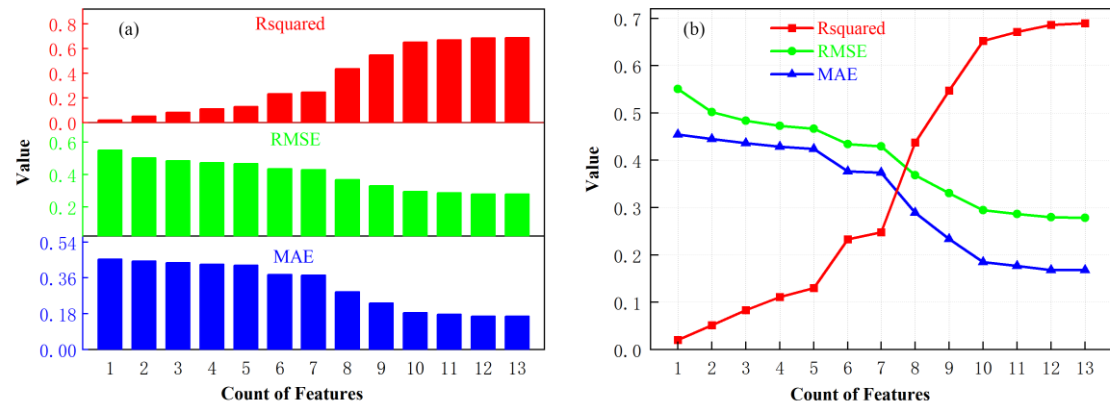 (a)
Rsquared
0.8
0.6
0.4
0.2
0.0
RMSE
0.6
0.4
0.2
MAE
0.54
0.36
0.18
0.00
Value
1 2 3 4 5 6 7 8 9 10 11 12 13
Count of Features
(b)
Rsquared
RMSE
MAE
0.7
0.6
0.5
0.4
0.3
0.2
0.1
0.0
Value
1 2 3 4 5 6 7 8 9 10 11 12 13
Count of Features